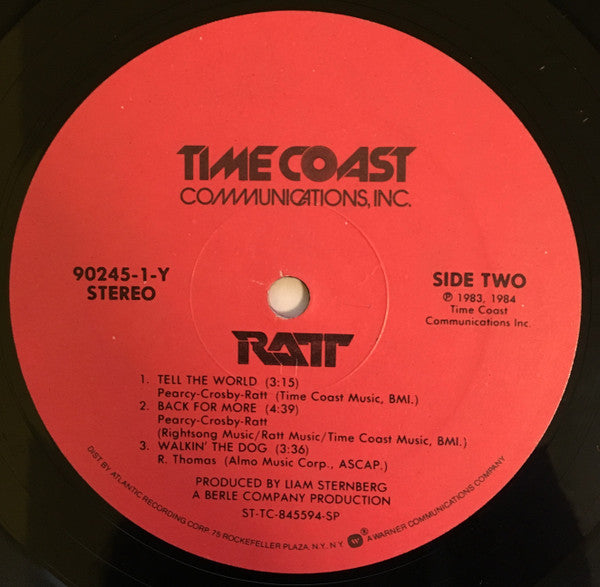 TIME COAST
COMMUNICATIONS, INC.
90245-1-Y
STEREO
SIDE TWO
℗ 1983, 1984
Time Coast
Communications Inc.
RATT
1. TELL THE WORLD (3:15)
Pearcy-Crosby-Ratt (Time Coast Music, BMI.)
2. BACK FOR MORE (4:39)
Pearcy-Crosby-Ratt
(Rightsong Music/Ratt Music/Time Coast Music, BMI.)
3. WALKIN' THE DOG (3:36)
R. Thomas (Almo Music Corp., ASCAP.)
PRODUCED BY LIAM STERNBERG
A BERLE COMPANY PRODUCTION
ST-TC-845594-SP
DIST. BY ATLANTIC RECORDING CORP. 75 ROCKEFELLER PLAZA, N.Y. N.Y. W ® A WARNER COMMUNICATIONS COMPANY